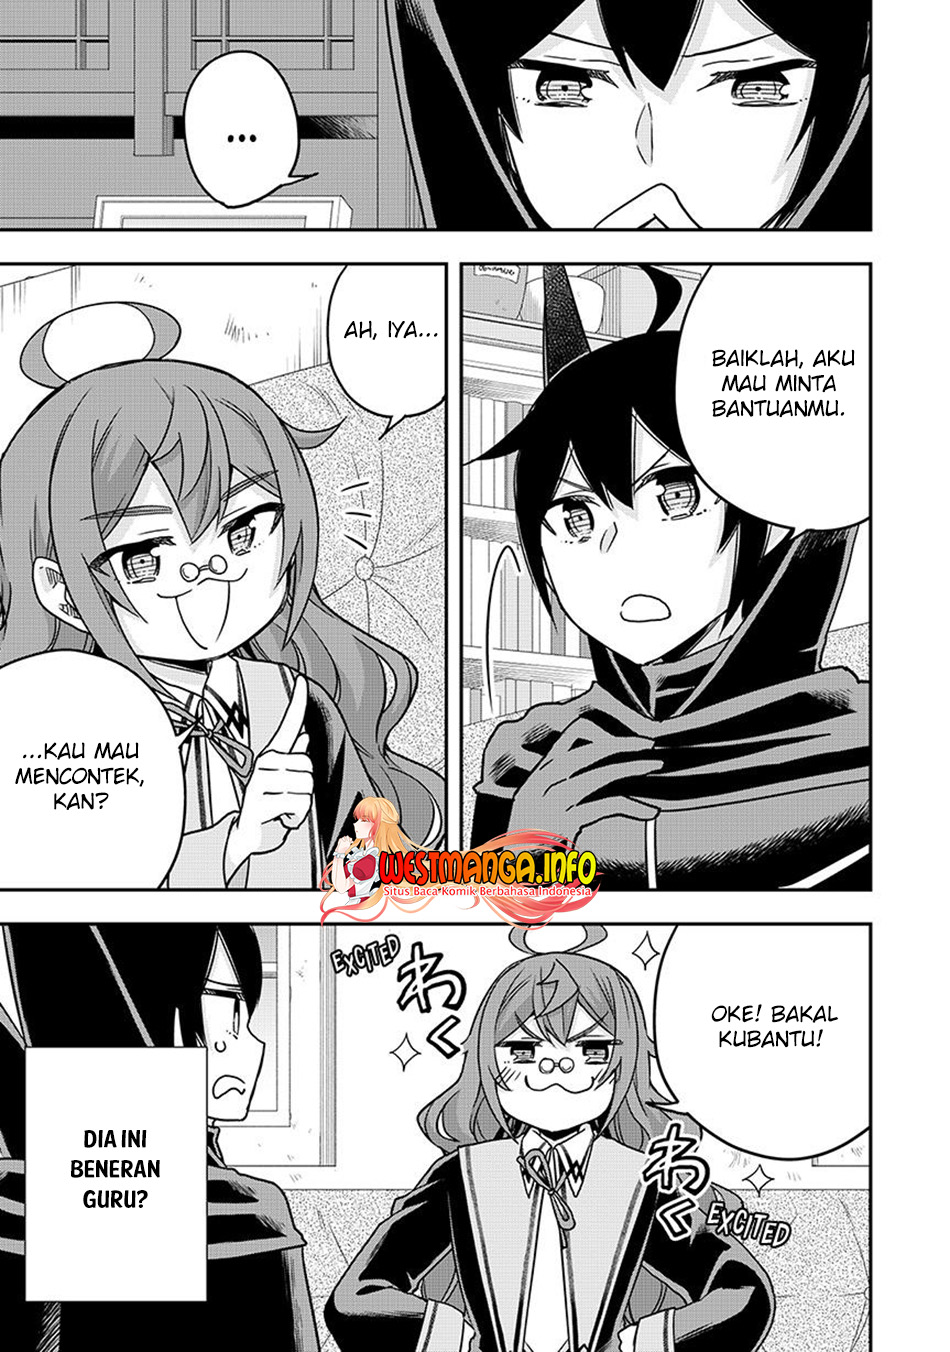 ...
BAIKLAH, AKU
MAU MINTA
BANTUANMU.
AH, IYA...
...KAU MAU
MENCONTEK,
KAN?
WESTMANGA.INFO
Situs Baca Komik Berbahasa Indonesia
OKE! BAKAL
KUBANTU!
EXCITED
わく
わく
EXCITED
DIA INI
BENERAN
GURU?